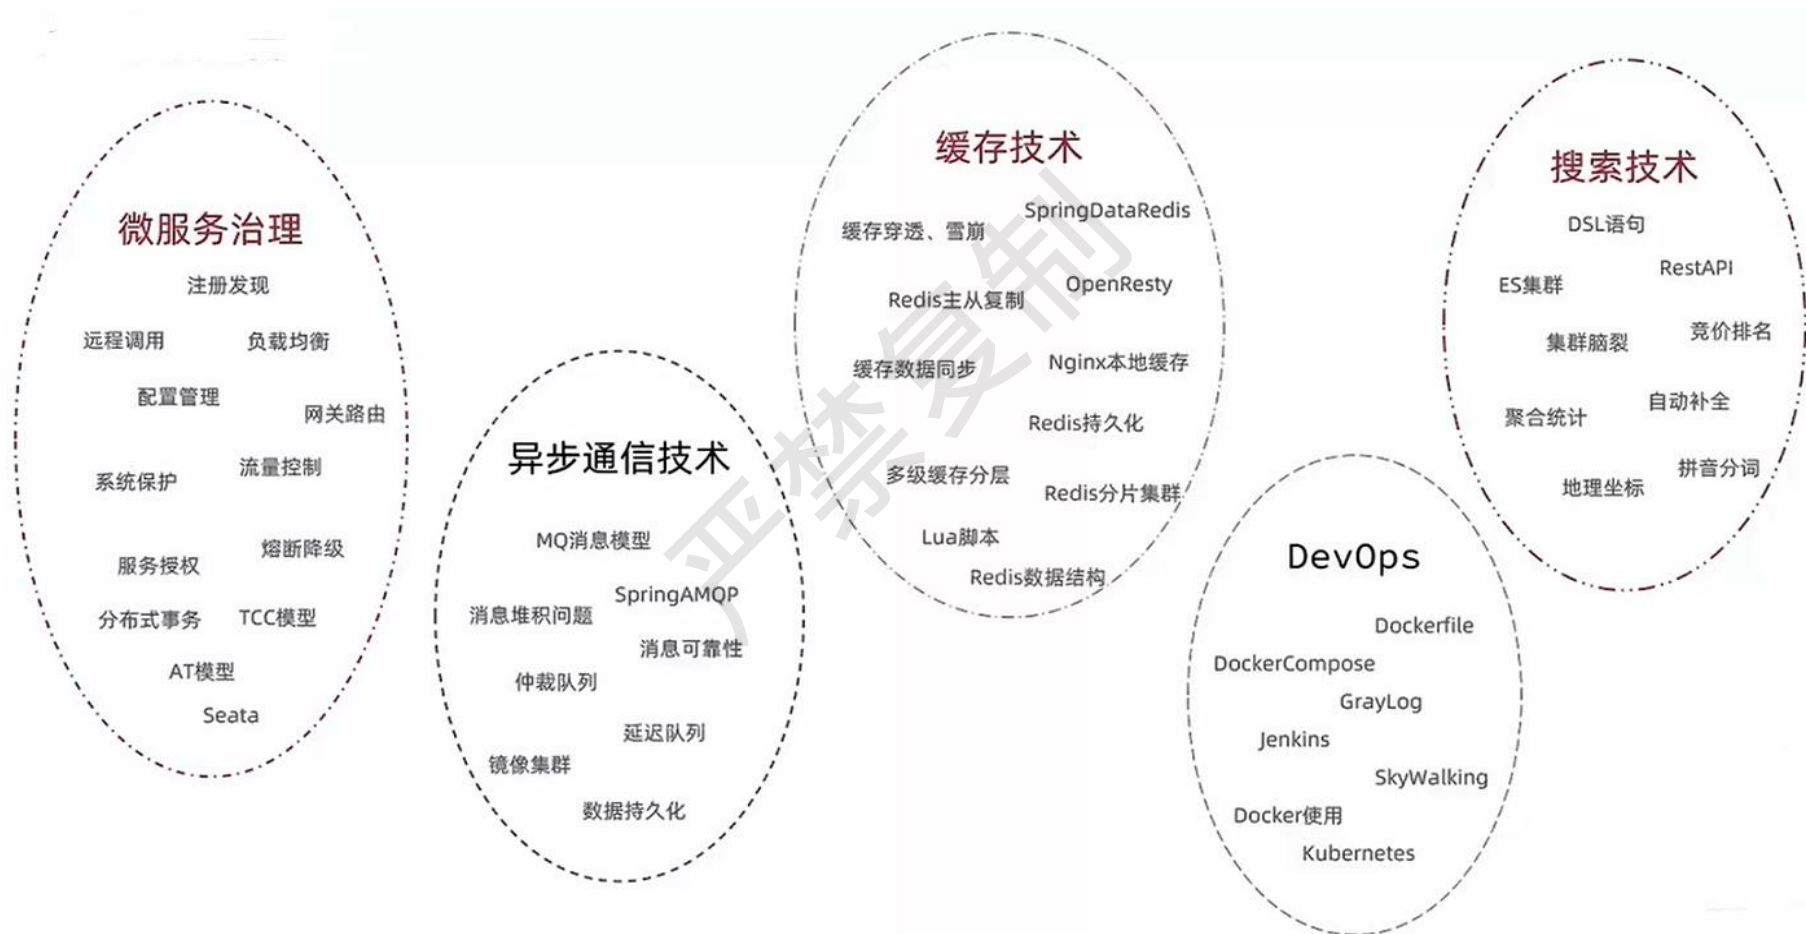 微服务治理
注册发现
远程调用
负载均衡
配置管理
网关路由
流量控制
系统保护
熔断降级
服务授权
分布式事务
TCC模型
AT模型
Seata
异步通信技术
MQ消息模型
SpringAMQP
消息堆积问题
消息可靠性
仲裁队列
延迟队列
镜像集群
数据持久化
缓存技术
SpringDataRedis
缓存穿透、雪崩
OpenResty
Redis主从复制
Nginx本地缓存
缓存数据同步
Redis持久化
多级缓存分层
Redis分片集群
Lua脚本
Redis数据结构
DevOps
Dockerfile
DockerCompose
GrayLog
Jenkins
SkyWalking
Docker使用
Kubernetes
搜索技术
DSL语句
RestAPI
ES集群
竞价排名
集群脑裂
自动补全
聚合统计
拼音分词
地理坐标
严禁复制